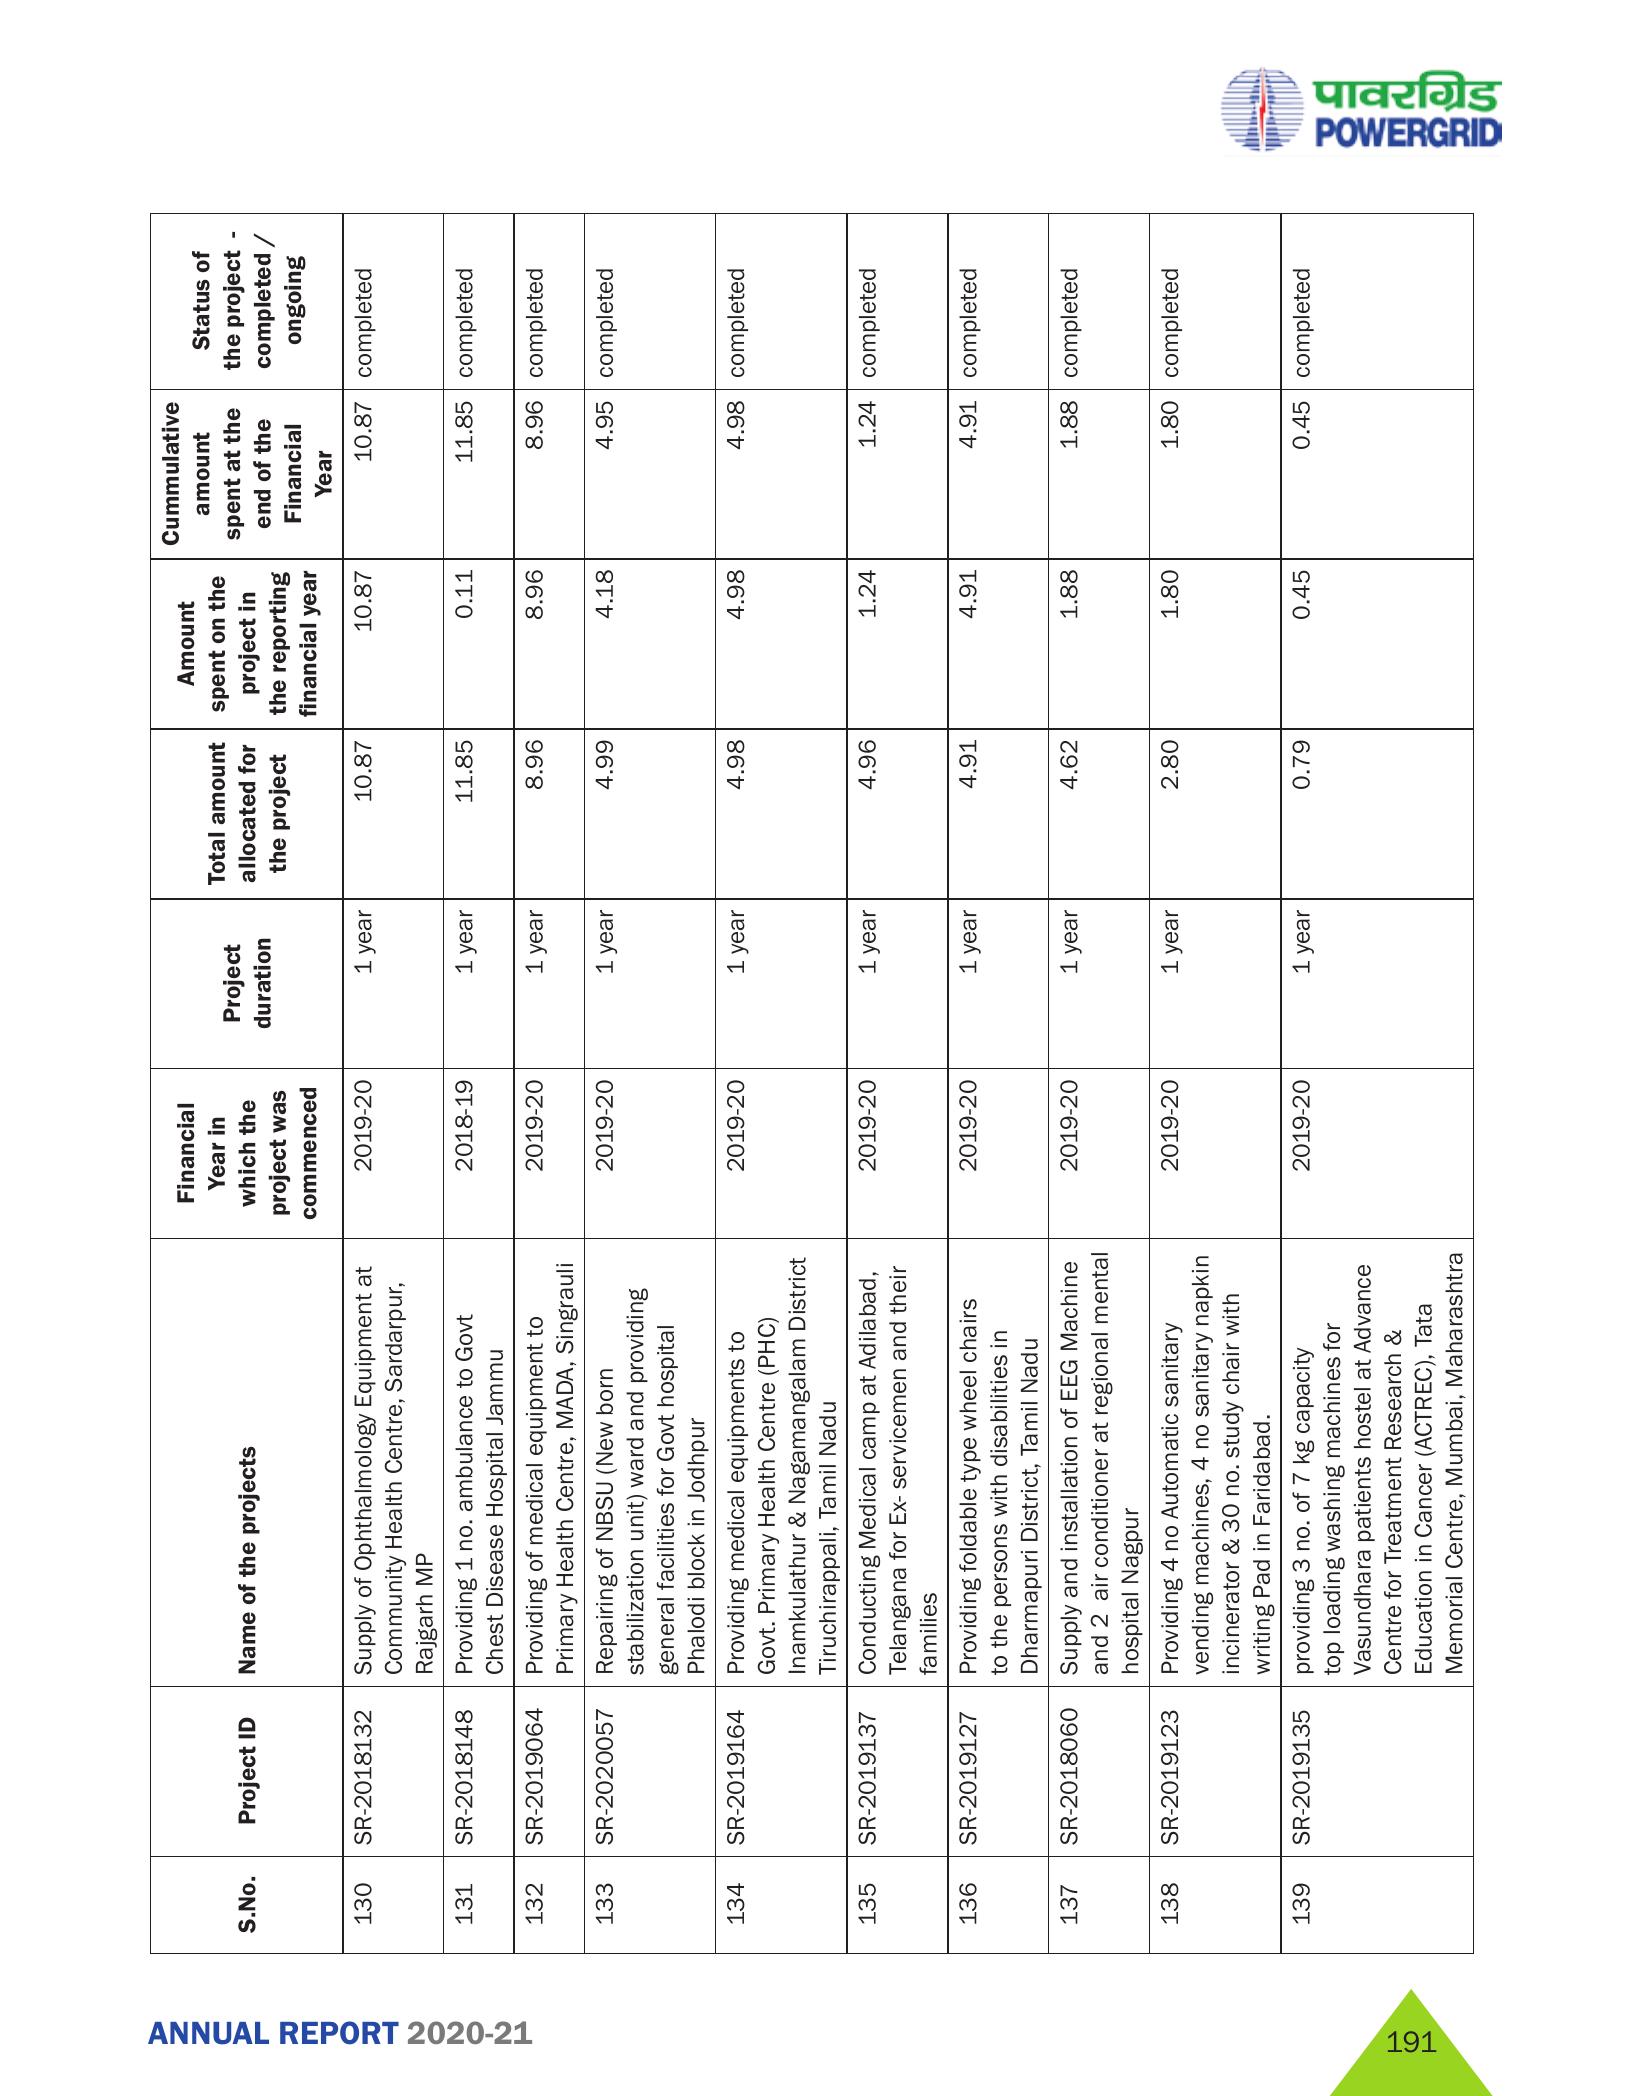 पावरग्रिड
POWERGRID
S.No.
Project ID
Name of the projects
Financial
Year in
which the
project was
commenced
Project
duration
Total amount
allocated for
the project
Amount
spent on the
project in
the reporting
financial year
Cummulative
amount
spent at the
end of the
Financial
Year
Status of
the project -
completed /
ongoing
130
SR-2018132
Supply of Ophthalmology Equipment at
Community Health Centre, Sardarpur,
Rajgarh MP
2019-20
1 year
10.87
10.87
10.87
completed
131
SR-2018148
Providing 1 no. ambulance to Govt
Chest Disease Hospital Jammu
2018-19
1 year
11.85
0.11
11.85
completed
132
SR-2019064
Providing of medical equipment to
Primary Health Centre, MADA, Singrauli
2019-20
1 year
8.96
8.96
8.96
completed
133
SR-2020057
Repairing of NBSU (New born
stabilization unit) ward and providing
general facilities for Govt hospital
Phalodi block in Jodhpur
2019-20
1 year
4.99
4.18
4.95
completed
134
SR-2019164
Providing medical equipments to
Govt. Primary Health Centre (PHC)
Inamkulathur & Nagamangalam District
Tiruchirappali, Tamil Nadu
2019-20
1 year
4.98
4.98
4.98
completed
135
SR-2019137
Conducting Medical camp at Adilabad,
Telangana for Ex- servicemen and their
families
2019-20
1 year
4.96
1.24
1.24
completed
136
SR-2019127
Providing foldable type wheel chairs
to the persons with disabilities in
Dharmapuri District, Tamil Nadu
2019-20
1 year
4.91
4.91
4.91
completed
137
SR-2018060
Supply and installation of EEG Machine
and 2 air conditioner at regional mental
hospital Nagpur
2019-20
1 year
4.62
1.88
1.88
completed
138
SR-2019123
Providing 4 no Automatic sanitary
vending machines, 4 no sanitary napkin
incinerator & 30 no. study chair with
writing Pad in Faridabad.
2019-20
1 year
2.80
1.80
1.80
completed
139
SR-2019135
providing 3 no. of 7 kg capacity
top loading washing machines for
Vasundhara patients hostel at Advance
Centre for Treatment Research &
Education in Cancer (ACTREC), Tata
Memorial Centre, Mumbai, Maharashtra
2019-20
1 year
0.79
0.45
0.45
completed
ANNUAL REPORT 2020-21
191